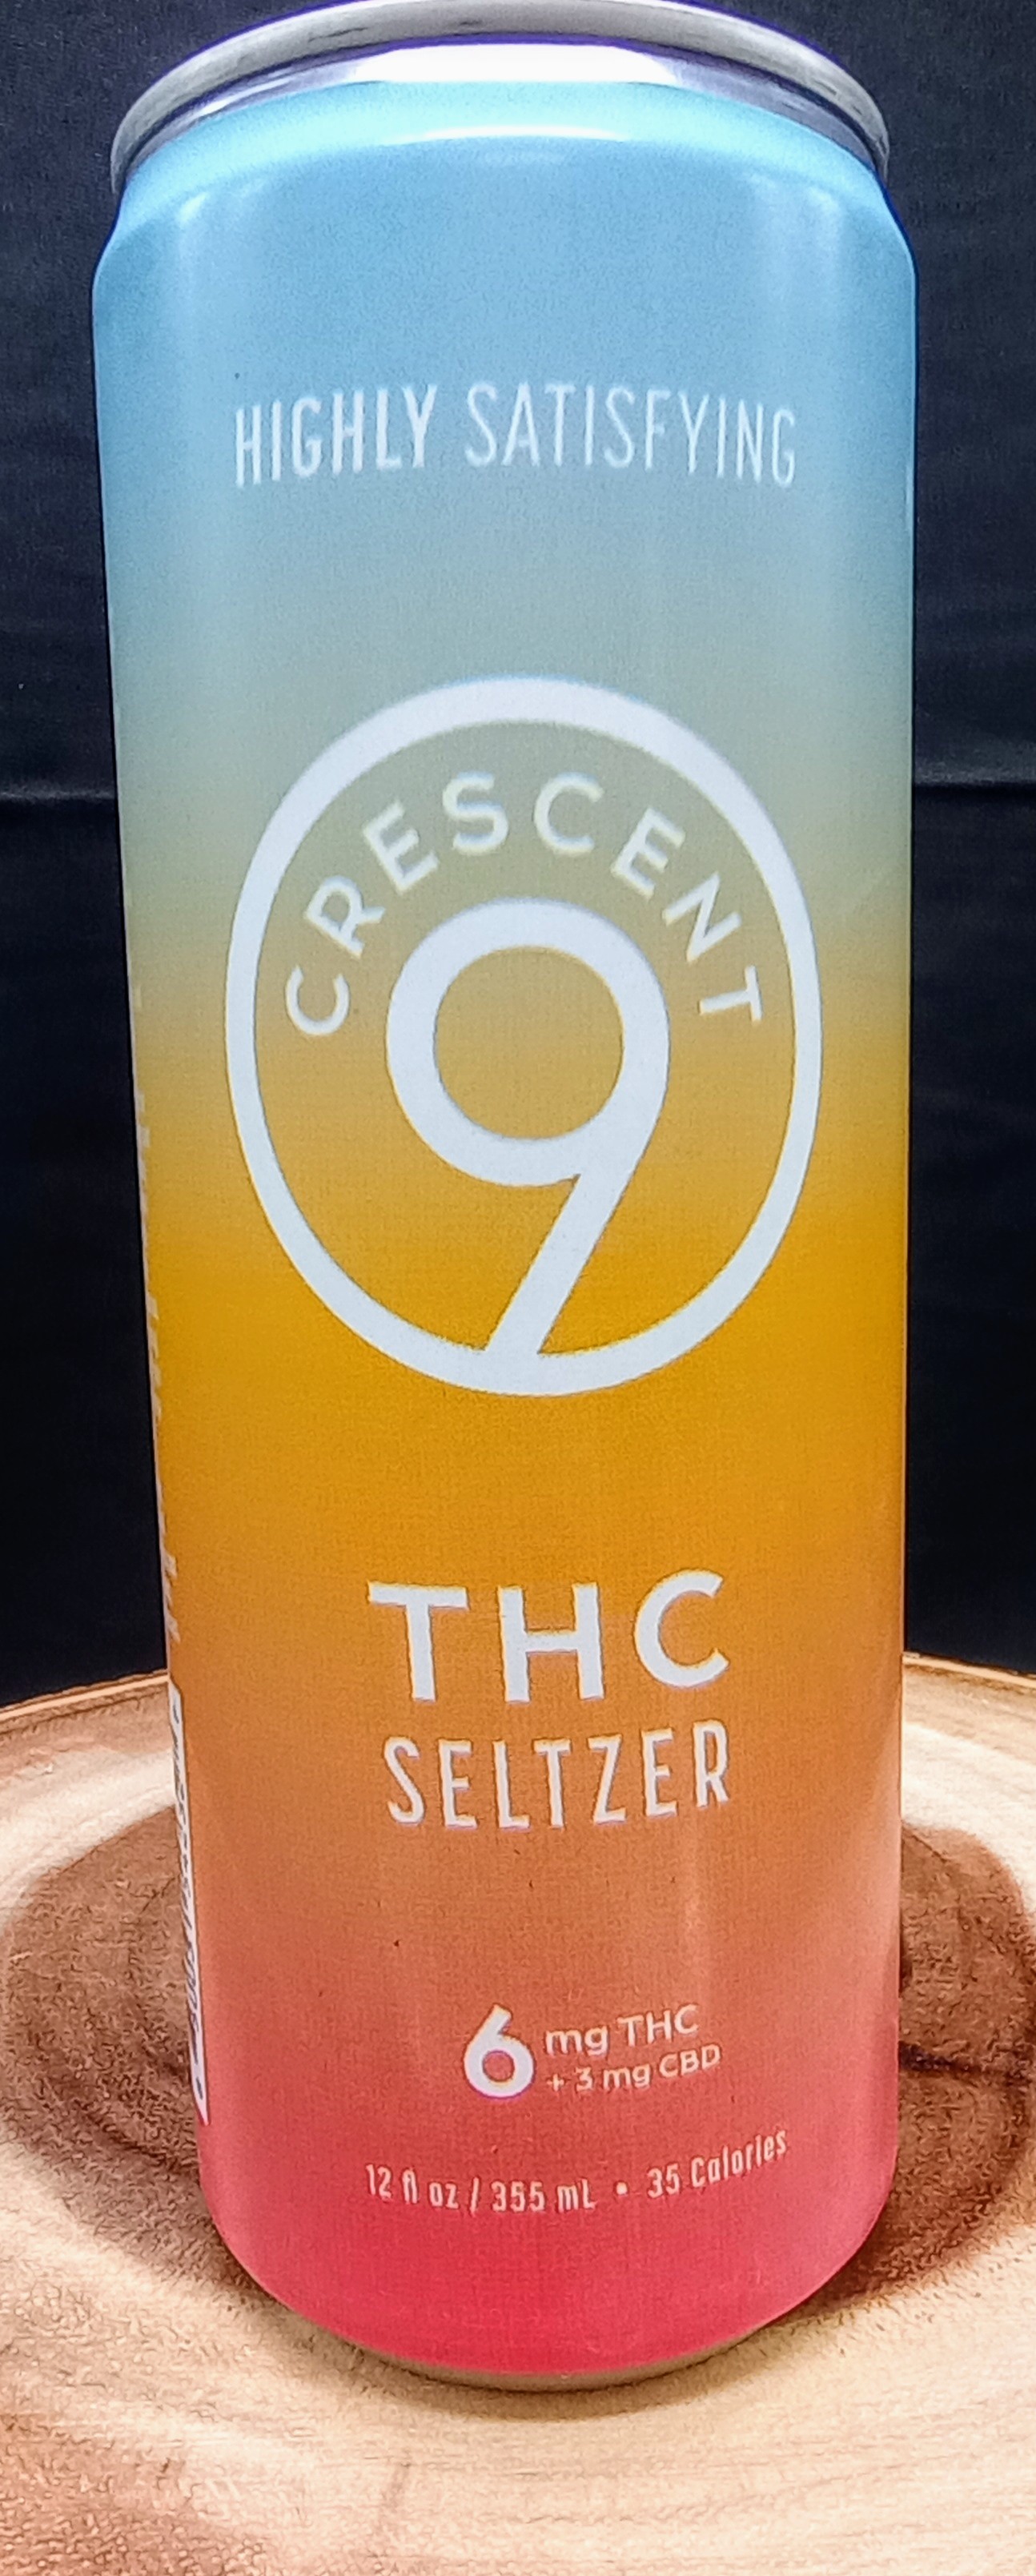 HIGHLY SATISFYING
CRESCENT
9
THC
SELTZER
6 mg THC
+ 3 mg CBD
12 fl oz / 355 mL • 35 Calories